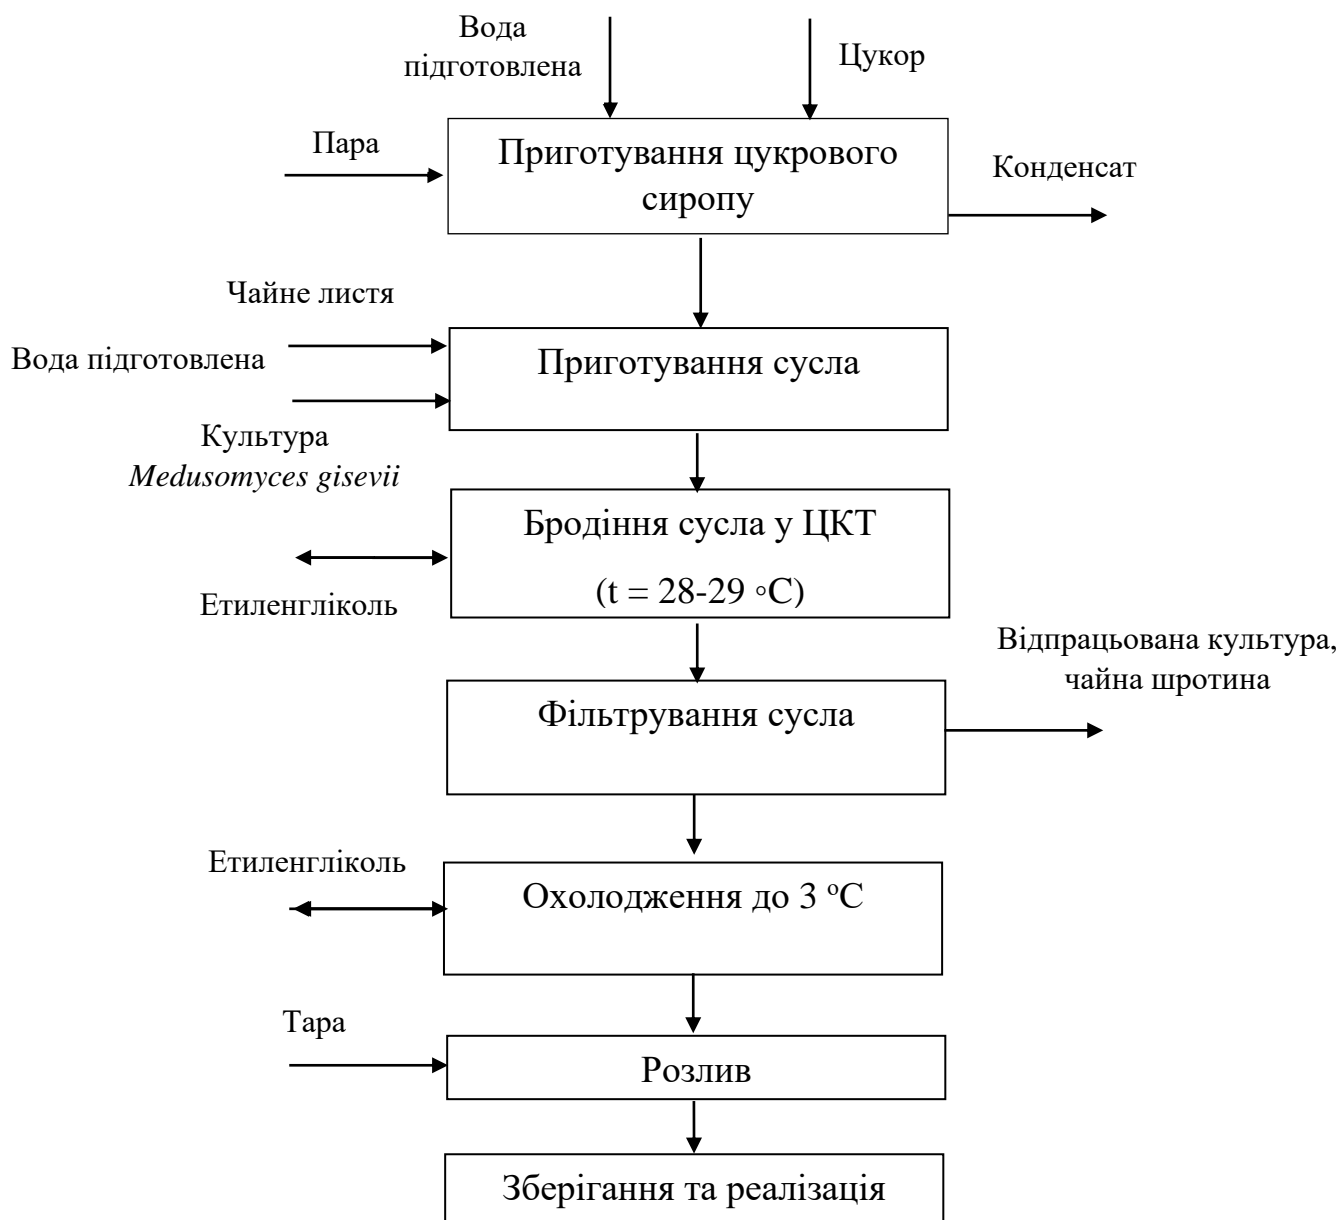 Вода
підготовлена
Цукор
Пара
Приготування цукрового
сиропу
Конденсат
Чайне листя
Вода підготовлена
Приготування сусла
Культура
Medusomyces gisevii
Бродіння сусла у ЦКТ
(t = 28-29 ◦С)
Етиленгліколь
Відпрацьована культура,
чайна шротина
Фільтрування сусла
Етиленгліколь
Охолодження до 3 ºС
Тара
Розлив
Зберігання та реалізація